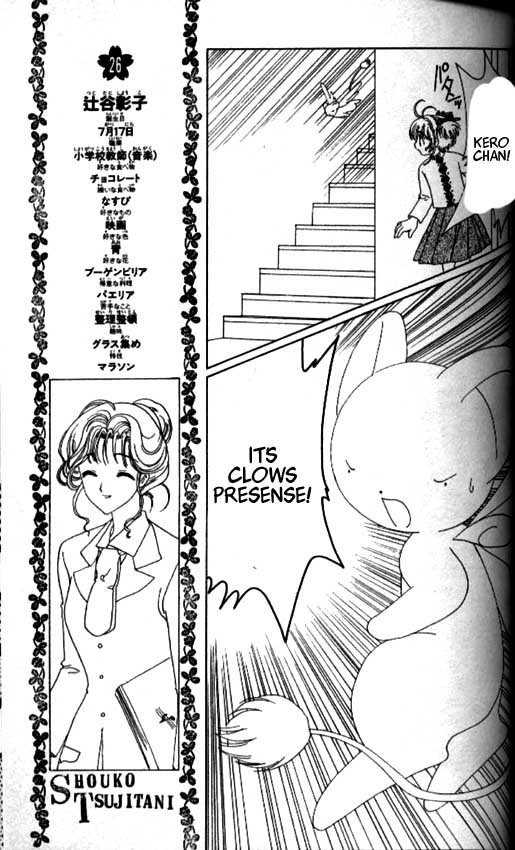 パタンッ
KERO
CHAN!
ITS
CLOWS
PRESENSE!
26
辻谷彰子
誕生日
7月17日
職業
小学校教師(音楽)
好きな食べ物
チョコレート
嫌いな食べ物
なすび
好きなもの
映画
好きな色
青
好きな花
ブーゲンビリア
得意な料理
パエリア
苦手なこと
整理整頓
趣味
グラス集め
特技
マラソン
SHOUKO
TSUJITANI